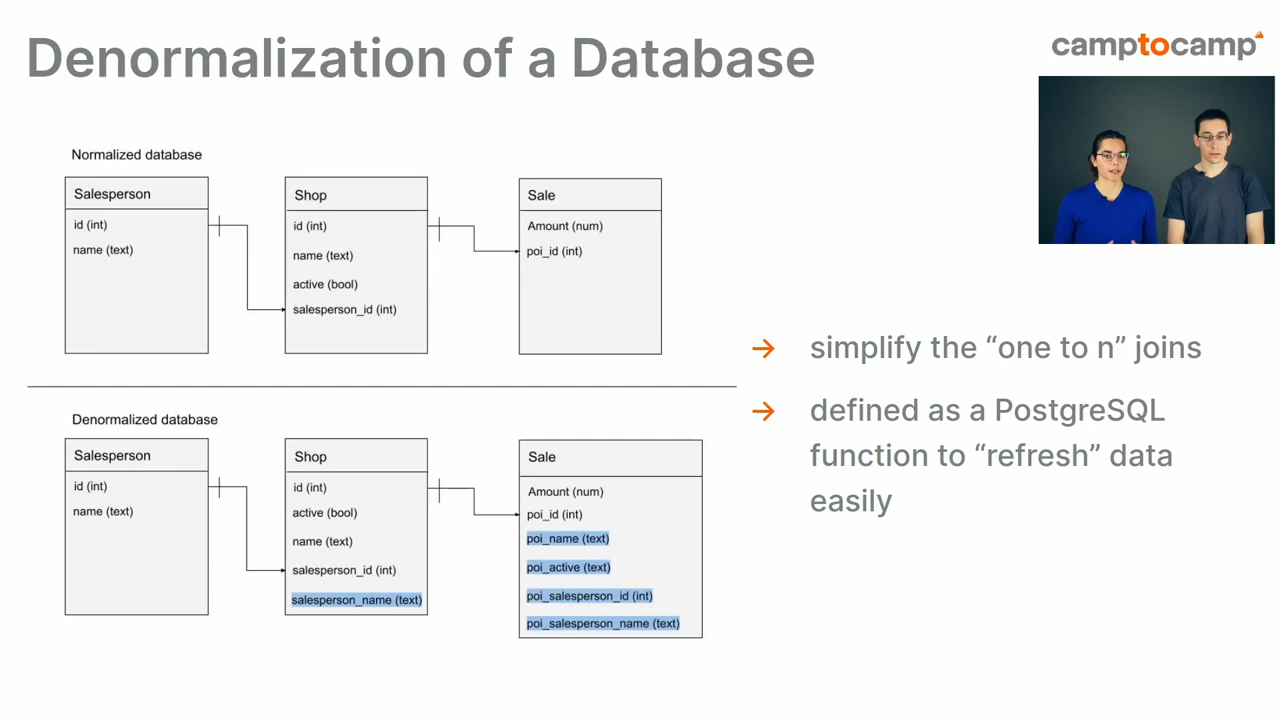 Denormalization of a Database
camptocamp
Normalized database
Salesperson
id (int)
name (text)
Shop
id (int)
name (text)
active (bool)
salesperson_id (int)
Sale
Amount (num)
poi_id (int)
Denormalized database
Salesperson
id (int)
name (text)
Shop
id (int)
active (bool)
name (text)
salesperson_id (int)
salesperson_name (text)
Sale
Amount (num)
poi_id (int)
poi_name (text)
poi_active (text)
poi_salesperson_id (int)
poi_salesperson_name (text)
→ simplify the “one to n” joins
→ defined as a PostgreSQL
function to “refresh” data
easily